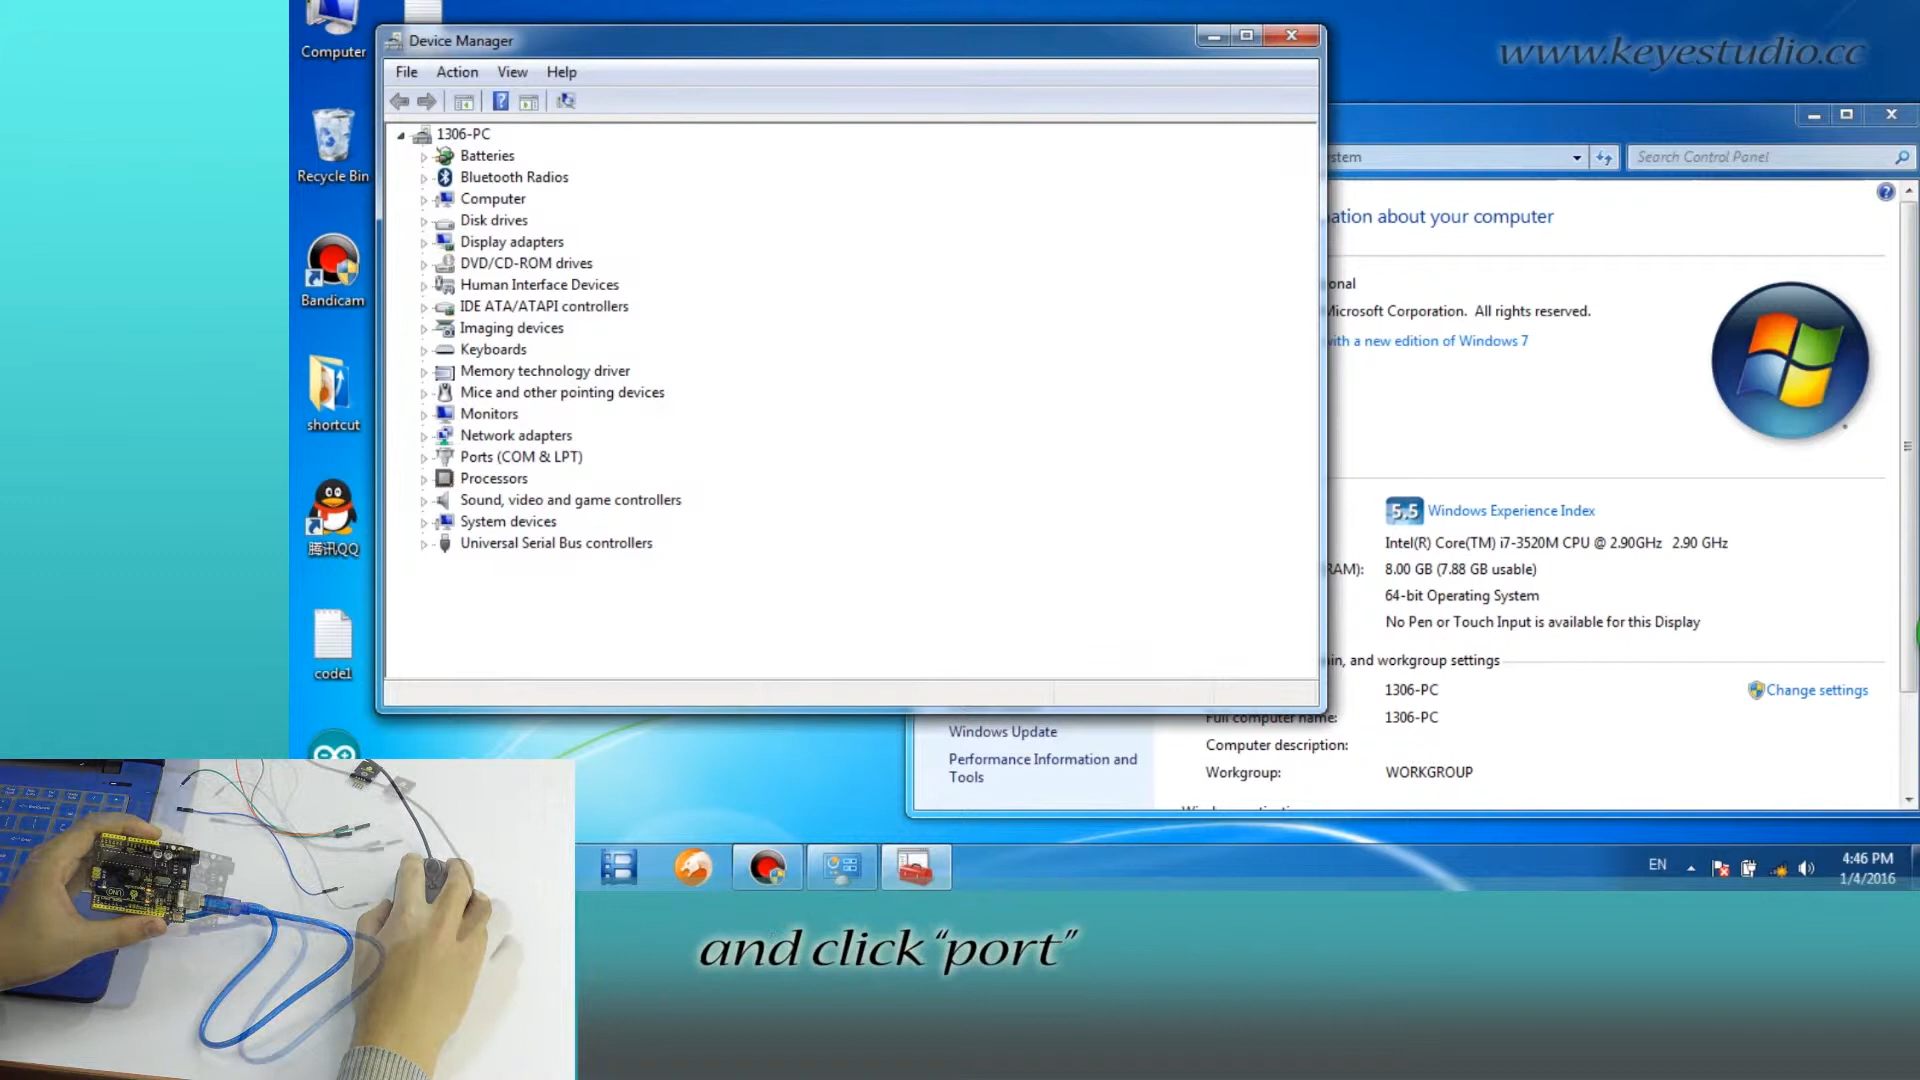 www.keyestudio.cc
Computer
Recycle Bin
Bandicam
shortcut
腾讯QQ
code1
Device Manager
File Action View Help
1306-PC
Batteries
Bluetooth Radios
Computer
Disk drives
Display adapters
DVD/CD-ROM drives
Human Interface Devices
IDE ATA/ATAPI controllers
Imaging devices
Keyboards
Memory technology driver
Mice and other pointing devices
Monitors
Network adapters
Ports (COM & LPT)
Processors
Sound, video and game controllers
System devices
Universal Serial Bus controllers
stem
Search Control Panel
ation about your computer
onal
Microsoft Corporation. All rights reserved.
with a new edition of Windows 7
5.5 Windows Experience Index
Intel(R) Core(TM) i7-3520M CPU @ 2.90GHz 2.90 GHz
RAM): 8.00 GB (7.88 GB usable)
64-bit Operating System
No Pen or Touch Input is available for this Display
in, and workgroup settings
1306-PC
Change settings
Full computer name: 1306-PC
Computer description:
Workgroup: WORKGROUP
Windows Update
Performance Information and
Tools
EN
4:46 PM
1/4/2016
and click “port”
UNO